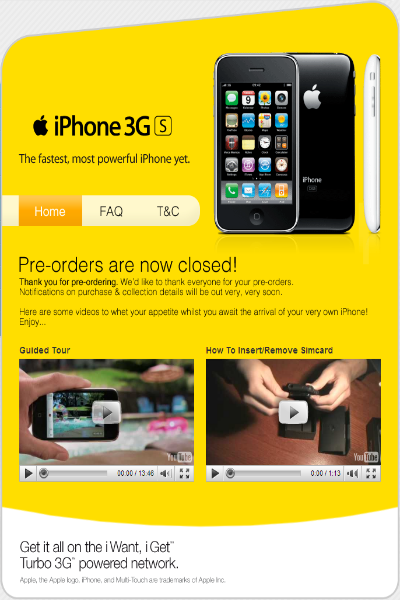 iPhone 3G S
The fastest, most powerful iPhone yet.
Home FAQ T&C
iPhone
Pre-orders are now closed!
Thank you for pre-ordering. We'd like to thank everyone for your pre-orders.
Notifications on purchase & collection details will be out very, very soon.
Here are some videos to whet your appetite whilst you await the arrival of your very own iPhone!
Enjoy...
Guided Tour How To Insert/Remove Simcard
YouTube YouTube
00:00 / 13:46 0:00 / 1:13
Get it all on the i Want, i Get™
Turbo 3G™ powered network.
Apple, the Apple logo, iPhone, and Multi-Touch are trademarks of Apple Inc.